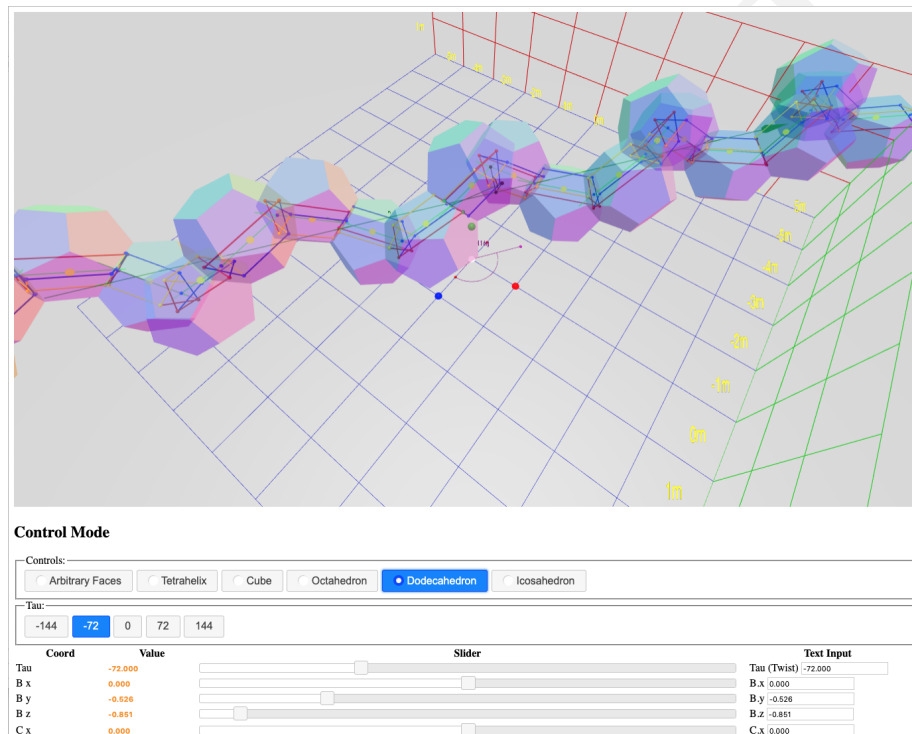 Control Mode
Controls:
Arbitrary Faces Tetrahelix Cube Octahedron Dodecahedron Icosahedron
Tau:
-144 -72 0 72 144
Coord Value Slider Text Input
Tau -72.000 Tau (Twist) -72.000
B x 0.000 B.x 0.000
B y -0.526 B.y -0.526
B z -0.851 B.z -0.851
C x 0.000 C.x 0.000